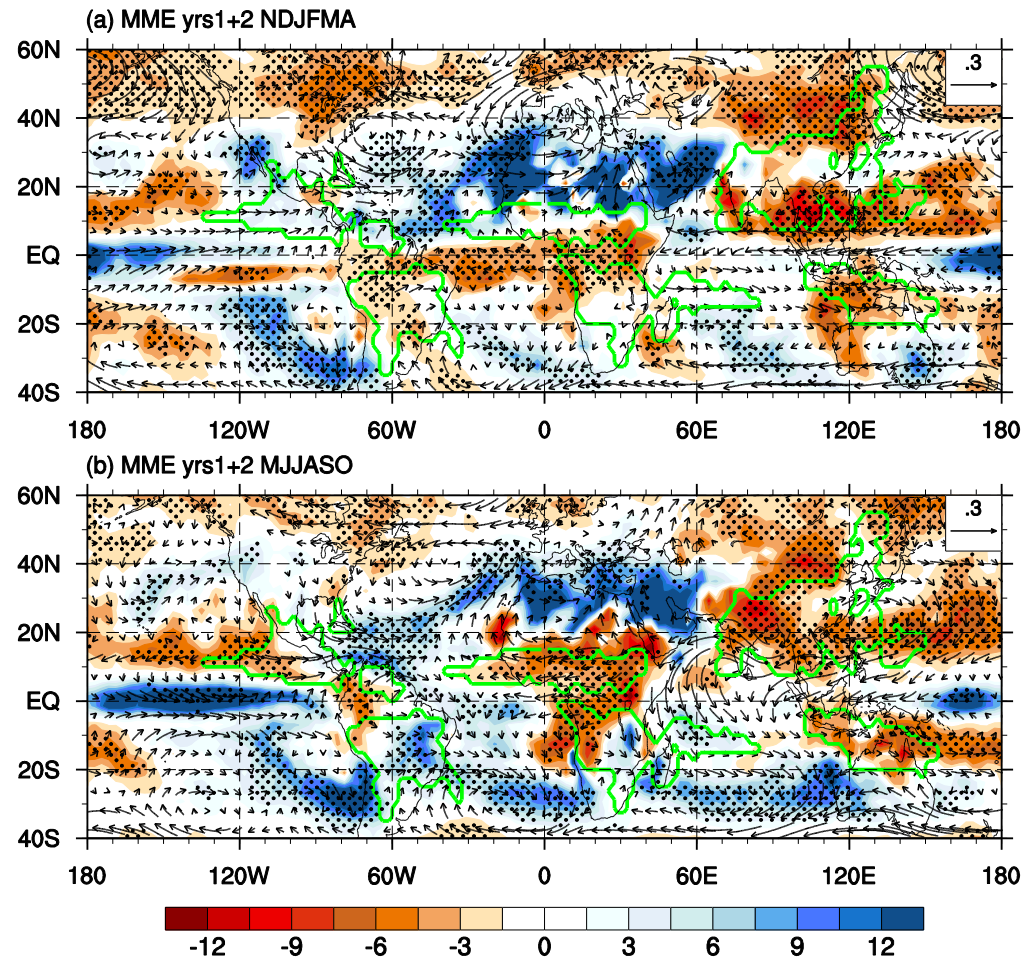 (a) MME yrs1+2 NDJFMA
60N
.3
40N
20N
EQ
20S
40S
180 120W 60W 0 60E 120E 180
(b) MME yrs1+2 MJJASO
60N
.3
40N
20N
EQ
20S
40S
180 120W 60W 0 60E 120E 180
-12 -9 -6 -3 0 3 6 9 12